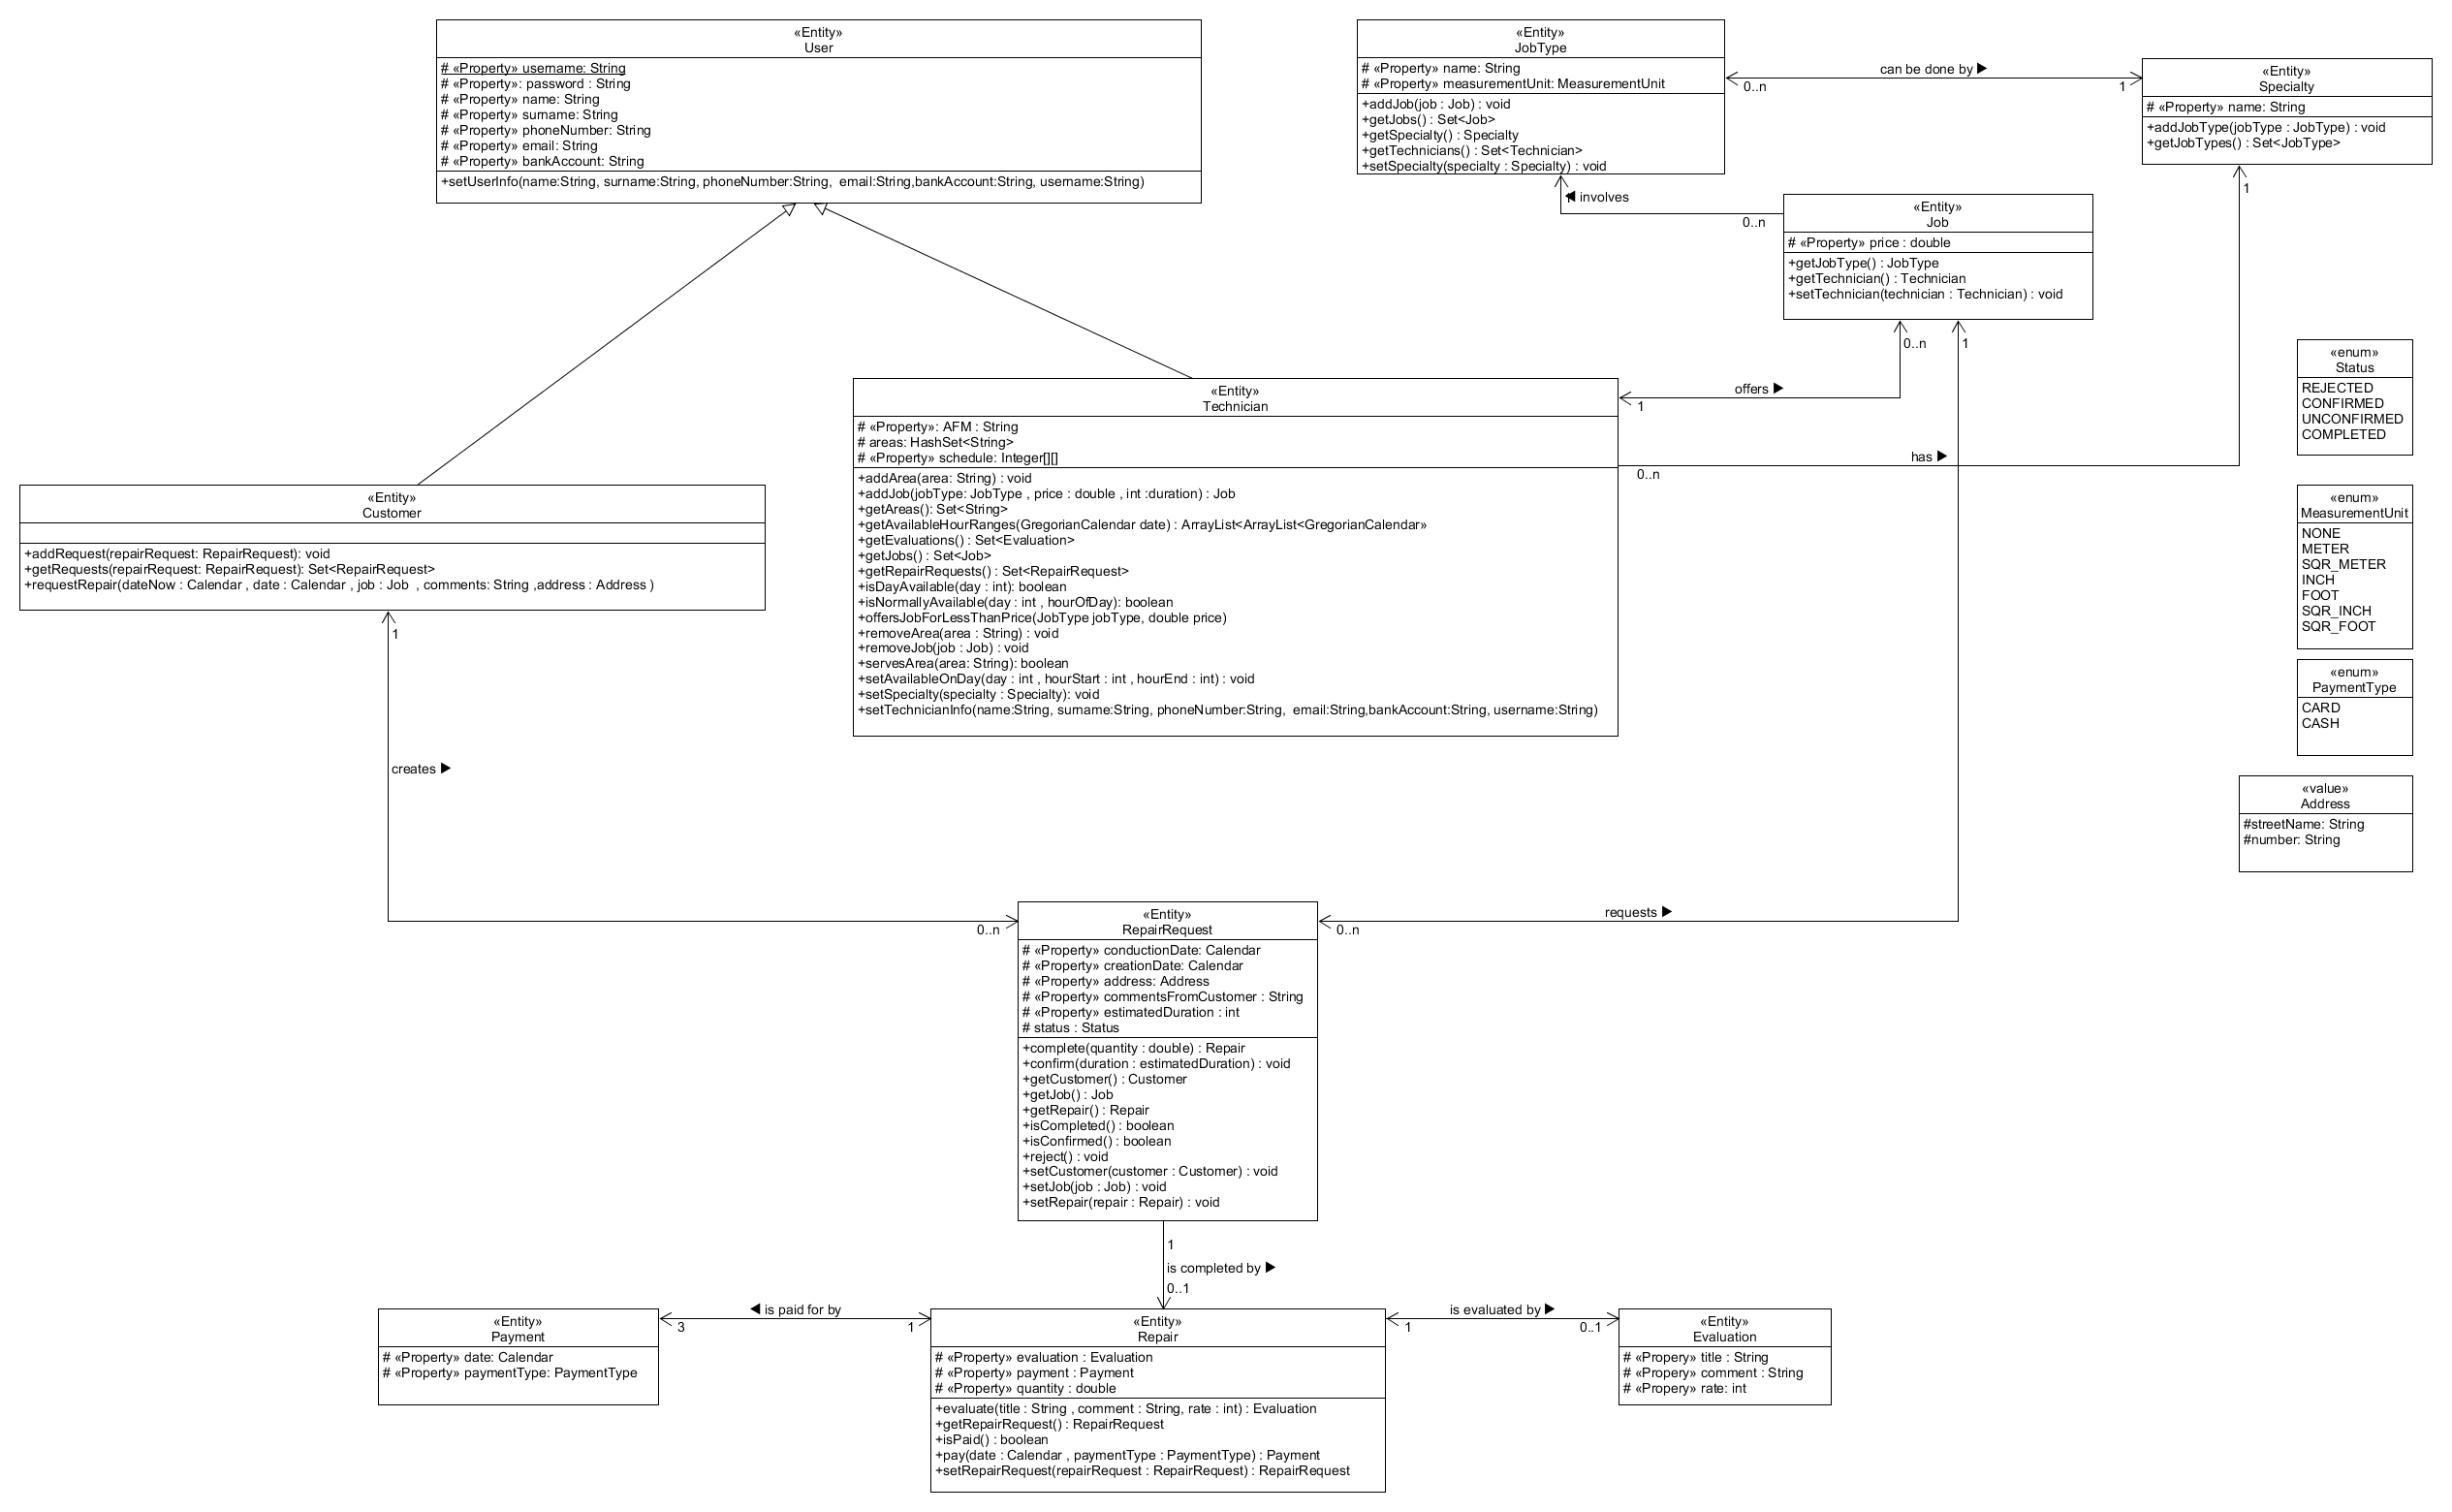 «Entity»
User
# «Property» username: String
# «Property»: password : String
# «Property» name: String
# «Property» surname: String
# «Property» phoneNumber: String
# «Property» email: String
# «Property» bankAccount: String
+setUserInfo(name:String, surname:String, phoneNumber:String,  email:String,bankAccount:String, username:String)
«Entity»
JobType
# «Property» name: String
# «Property» measurementUnit: MeasurementUnit
+addJob(job : Job) : void
+getJobs() : Set<Job>
+getSpecialty() : Specialty
+getTechnicians() : Set<Technician>
+setSpecialty(specialty : Specialty) : void
can be done by ▶
0..n
1
«Entity»
Specialty
# «Property» name: String
+addJobType(jobType : JobType) : void
+getJobTypes() : Set<JobType>
1
◀ involves
0..n
«Entity»
Job
# «Property» price : double
+getJobType() : JobType
+getTechnician() : Technician
+setTechnician(technician : Technician) : void
0..n
1
offers ▶
1
has ▶
0..n
«enum»
Status
REJECTED
CONFIRMED
UNCONFIRMED
COMPLETED
«Entity»
Technician
# «Property»: AFM : String
# areas: HashSet<String>
# «Property» schedule: Integer[][]
+addArea(area: String) : void
+addJob(jobType: JobType , price : double , int :duration) : Job
+getAreas(): Set<String>
+getAvailableHourRanges(GregorianCalendar date) : ArrayList<ArrayList<GregorianCalendar»
+getEvaluations() : Set<Evaluation>
+getJobs() : Set<Job>
+getRepairRequests() : Set<RepairRequest>
+isDayAvailable(day : int): boolean
+isNormallyAvailable(day : int , hourOfDay): boolean
+offersJobForLessThanPrice(JobType jobType, double price)
+removeArea(area : String) : void
+removeJob(job : Job) : void
+servesArea(area: String): boolean
+setAvailableOnDay(day : int , hourStart : int , hourEnd : int) : void
+setSpecialty(specialty : Specialty): void
+setTechnicianInfo(name:String, surname:String, phoneNumber:String,  email:String,bankAccount:String, username:String)
«Entity»
Customer
+addRequest(repairRequest: RepairRequest): void
+getRequests(repairRequest: RepairRequest): Set<RepairRequest>
+requestRepair(dateNow : Calendar , date : Calendar , job : Job  , comments: String ,address : Address )
1
creates ▶
0..n
«enum»
MeasurementUnit
NONE
METER
SQR_METER
INCH
FOOT
SQR_INCH
SQR_FOOT
«enum»
PaymentType
CARD
CASH
«value»
Address
#streetName: String
#number: String
requests ▶
0..n
«Entity»
RepairRequest
# «Property» conductionDate: Calendar
# «Property» creationDate: Calendar
# «Property» address: Address
# «Property» commentsFromCustomer : String
# «Property» estimatedDuration : int
# status : Status
+complete(quantity : double) : Repair
+confirm(duration : estimatedDuration) : void
+getCustomer() : Customer
+getJob() : Job
+getRepair() : Repair
+isCompleted() : boolean
+isConfirmed() : boolean
+reject() : void
+setCustomer(customer : Customer) : void
+setJob(job : Job) : void
+setRepair(repair : Repair) : void
1
is completed by ▶
0..1
◀ is paid for by
3
1
is evaluated by ▶
1
0..1
«Entity»
Payment
# «Property» date: Calendar
# «Property» paymentType: PaymentType
«Entity»
Repair
# «Property» evaluation : Evaluation
# «Property» payment : Payment
# «Property» quantity : double
+evaluate(title : String , comment : String, rate : int) : Evaluation
+getRepairRequest() : RepairRequest
+isPaid() : boolean
+pay(date : Calendar , paymentType : PaymentType) : Payment
+setRepairRequest(repairRequest : RepairRequest) : RepairRequest
«Entity»
Evaluation
# «Propery» title : String
# «Propery» comment : String
# «Propery» rate: int